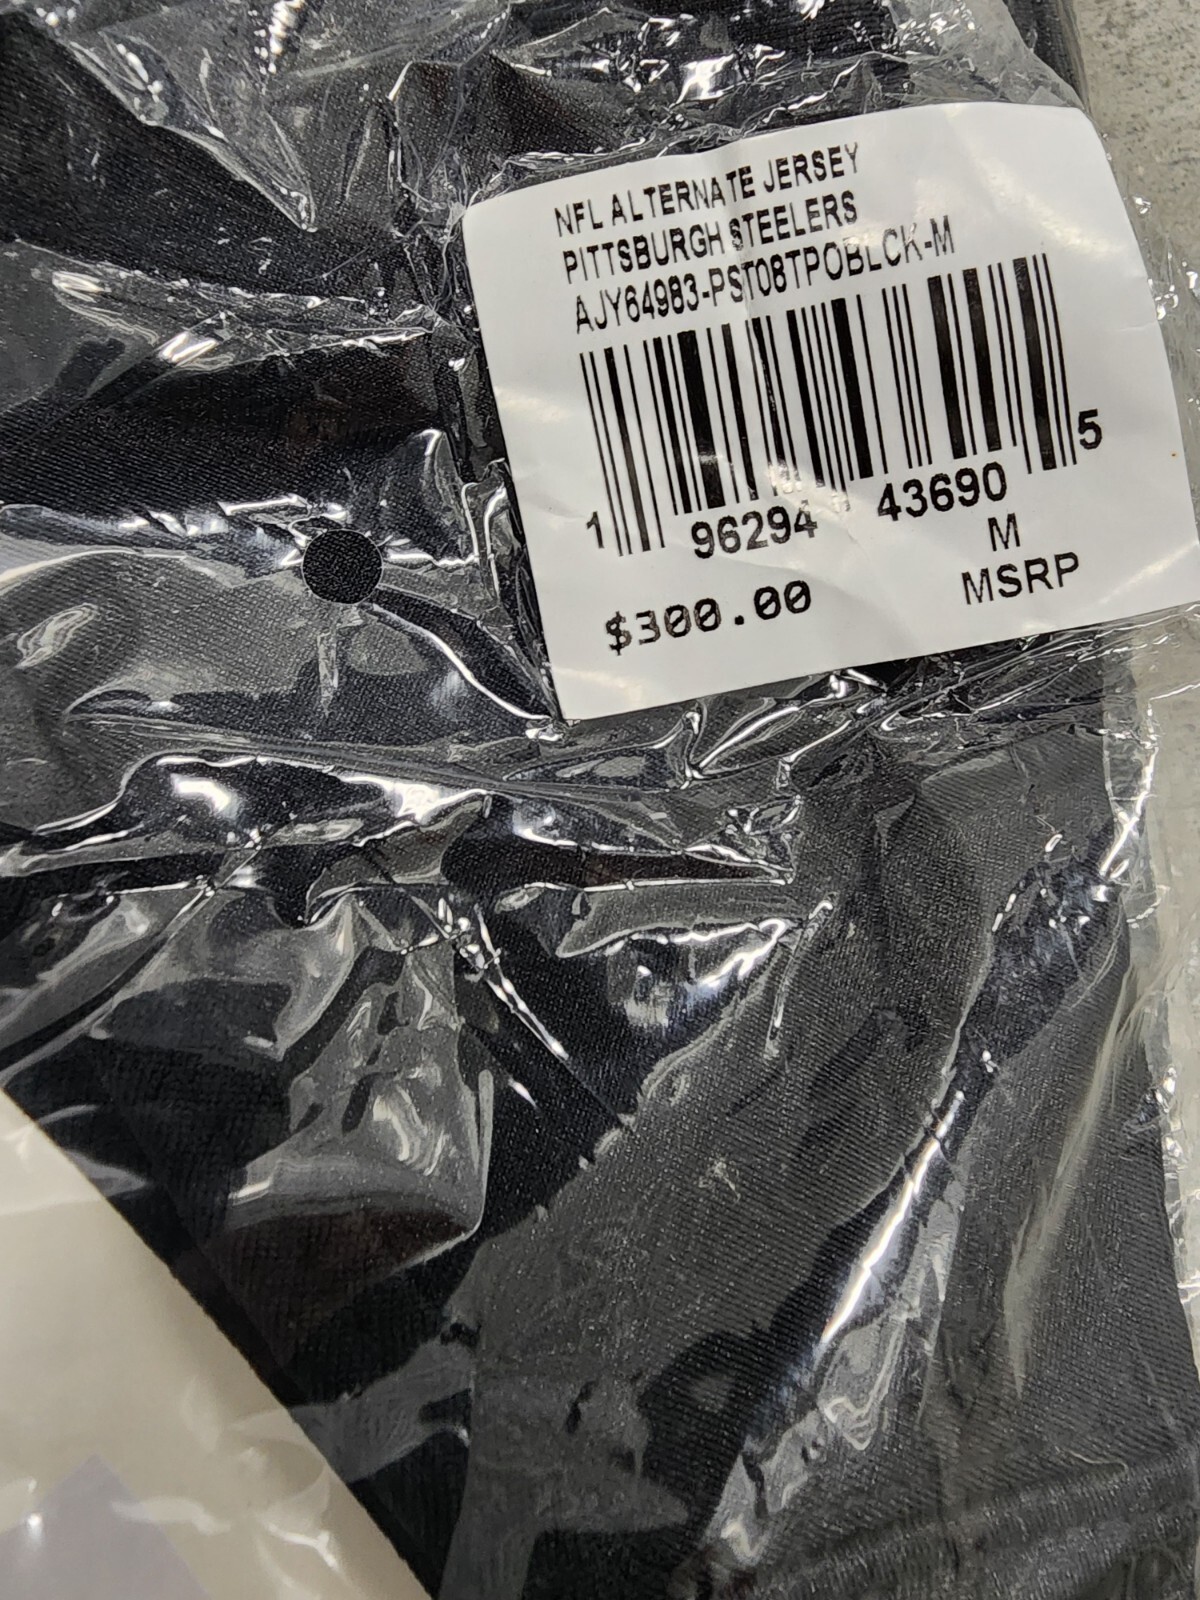 NFL ALTERNATE JERSEY
PITTSBURGH STEELERS
AJY64983-PST08TPOBLCK-M
1 96294 43690 5
M
$300.00 MSRP